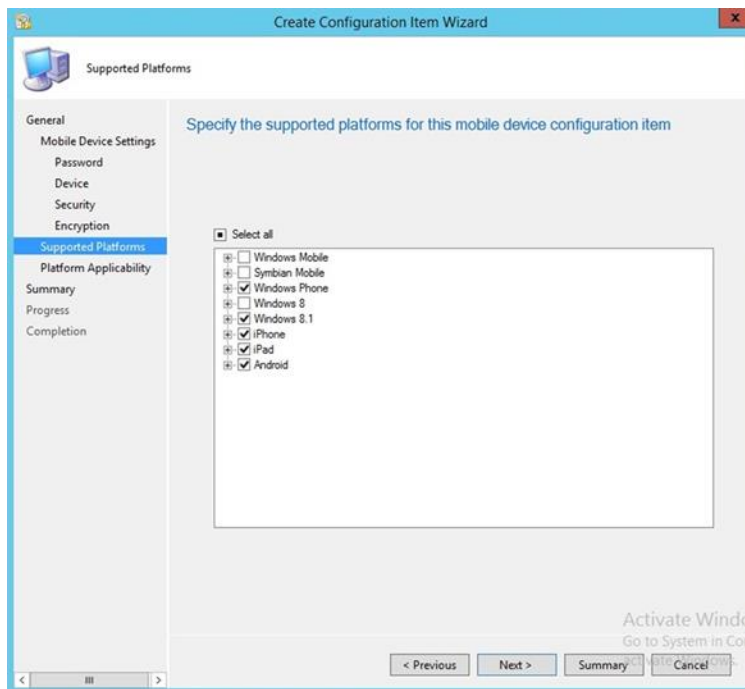 Create Configuration Item Wizard
x
Supported Platforms
General
Mobile Device Settings
Password
Device
Security
Encryption
Supported Platforms
Platform Applicability
Summary
Progress
Completion
Specify the supported platforms for this mobile device configuration item
Select all
Windows Mobile
Symbian Mobile
Windows Phone
Windows 8
Windows 8.1
iPhone
iPad
Android
Activate Windo
Go to System in Co
activate Windows.
< Previous
Next >
Summary
Cancel